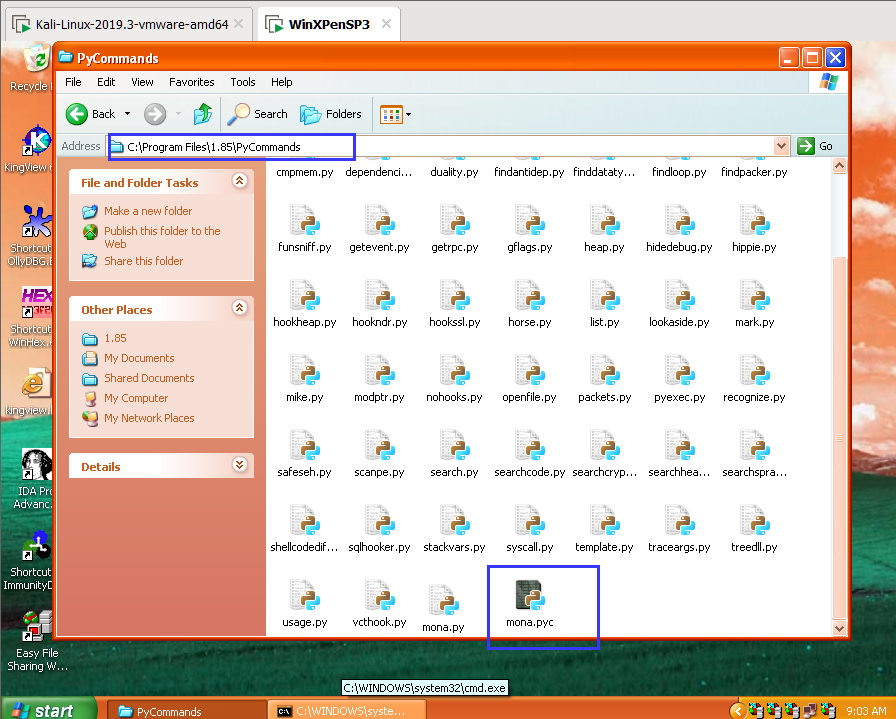 Kali-Linux-2019.3-vmware-amd64
WinXPenSP3
PyCommands
File Edit View Favorites Tools Help
Back Search Folders
Address C:\Program Files\1.85\PyCommands Go
File and Folder Tasks
Make a new folder
Publish this folder to the
Web
Share this folder
Other Places
1.85
My Documents
Shared Documents
My Computer
My Network Places
Details
cmpmem.py dependenci... duality.py findantidep.py finddataty... findloop.py findpacker.py
funsniff.py getevent.py getrpc.py gflags.py heap.py hidedebug.py hippie.py
hookheap.py hookndr.py hookssl.py horse.py list.py lookaside.py mark.py
mike.py modptr.py nohooks.py openfile.py packets.py pyexec.py recognize.py
safeseh.py scanpe.py search.py searchcode.py searchcryp... searchhea... searchspra...
shellcodedif... sqlhooker.py stackvars.py syscall.py template.py traceargs.py treedll.py
usage.py vcthook.py mona.py mona.pyc
Recycle
KingView
Shortcut
OllyDBG.
HEX
Shortcut
WinHex.
kingview.
IDA Pro
Advanc.
Shortcut
Immunity
Easy File
Sharing W...
C:\WINDOWS\system32\cmd.exe
start PyCommands C:\WINDOWS\syste... 9:03 AM